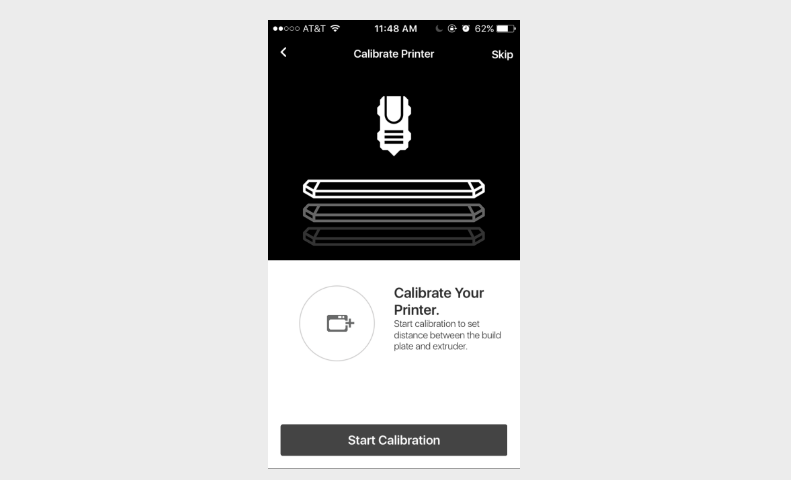 ●●○○○ AT&T 11:48 AM 62%
Calibrate Printer Skip
Calibrate Your
Printer.
Start calibration to set
distance between the build
plate and extruder.
Start Calibration